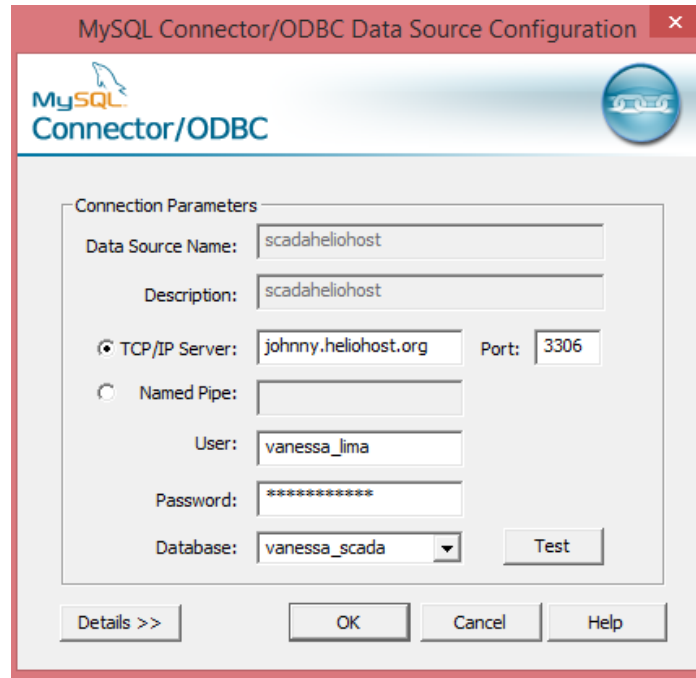 MySQL Connector/ODBC Data Source Configuration ×
MySQL
Connector/ODBC
Connection Parameters
Data Source Name: scadaheliohost
Description: scadaheliohost
TCP/IP Server: johnny.heliohost.org Port: 3306
Named Pipe:
User: vanessa_lima
Password: ***********
Database: vanessa_scada Test
Details >> OK Cancel Help